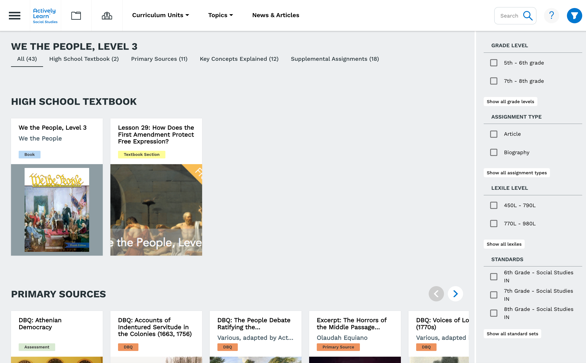 Actively
Learn
Social Studies
Curriculum Units
Topics
News & Articles
Search
?
WE THE PEOPLE, LEVEL 3
All (43)
High School Textbook (2)
Primary Sources (11)
Key Concepts Explained (12)
Supplemental Assignments (18)
HIGH SCHOOL TEXTBOOK
We the People, Level 3
We the People
Book
We the People
Lesson 29: How Does the
First Amendment Protect
Free Expression?
Textbook Section
e the People, Leve
PRIMARY SOURCES
DBQ: Athenian
Democracy
Assessment
DBQ: Accounts of
Indentured Servitude in
the Colonies (1663, 1756)
DBQ
DBQ: The People Debate
Ratifying the...
Various, adapted by Act...
DBQ
Excerpt: The Horrors of
the Middle Passage...
Olaudah Equiano
Primary Source
DBQ: Voices of Lo
(1770s)
Various, adapted
DBQ
GRADE LEVEL
5th - 6th grade
7th - 8th grade
Show all grade levels
ASSIGNMENT TYPE
Article
Biography
Show all assignment types
LEXILE LEVEL
450L - 790L
770L - 980L
Show all lexiles
STANDARDS
6th Grade - Social Studies
IN
7th Grade - Social Studies
IN
8th Grade - Social Studies
IN
Show all standard sets